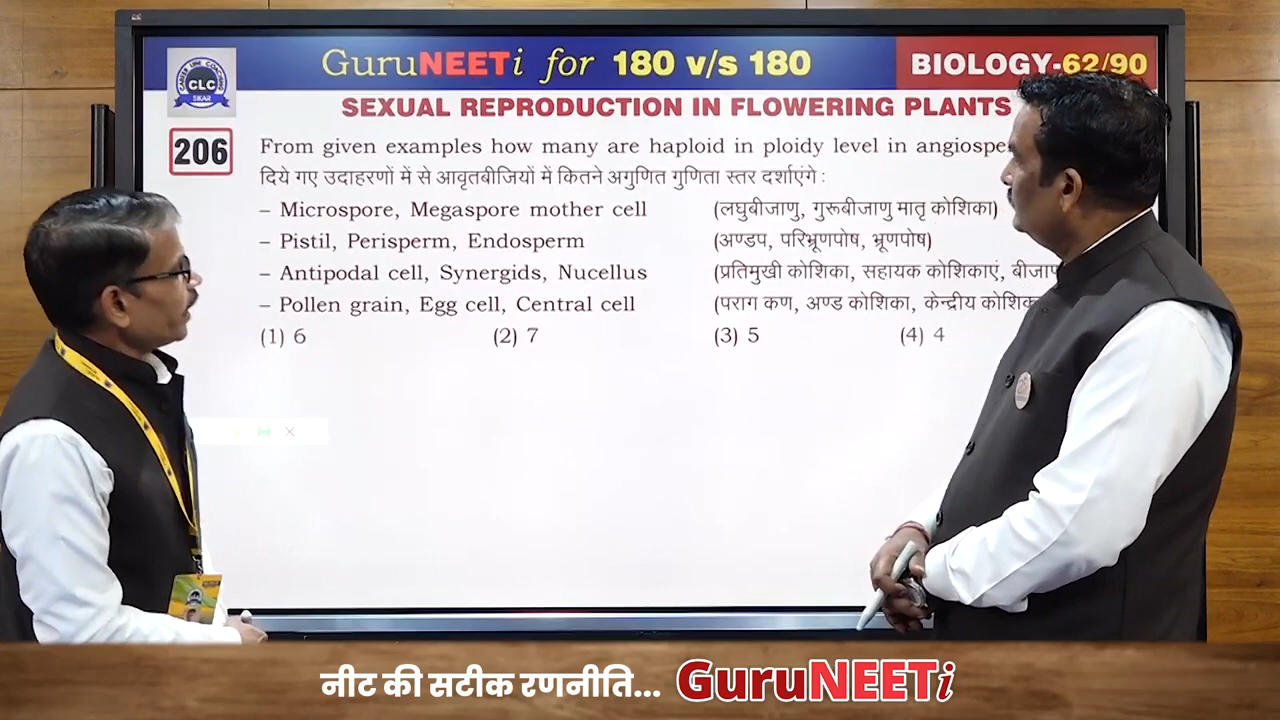 CAREER LINE COACHING
CLC
SIKAR
GuruNEETi for 180 v/s 180
BIOLOGY-62/90
SEXUAL REPRODUCTION IN FLOWERING PLANTS
206
From given examples how many are haploid in ploidy level in
दिये गए उदाहरणों में से आवृतबीजियों में कितने अगुणित गुणिता स्तर दर्शाएंगे :
– Microspore, Megaspore mother cell (लघुबीजाणु, गुरूबीजाणु मातृ कोशिका)
– Pistil, Perisperm, Endosperm (अण्डप, परिभ्रूणपोष, भ्रूणपोष)
– Antipodal cell, Synergids, Nucellus (प्रतिमुखी कोशिका, सहायक कोशिकाएं,
– Pollen grain, Egg cell, Central cell (पराग कण, अण्ड कोशिका, केन्द्रीय
(1) 6 (2) 7 (3) 5 (4) 4
नीट की सटीक रणनीति... GuruNEETi